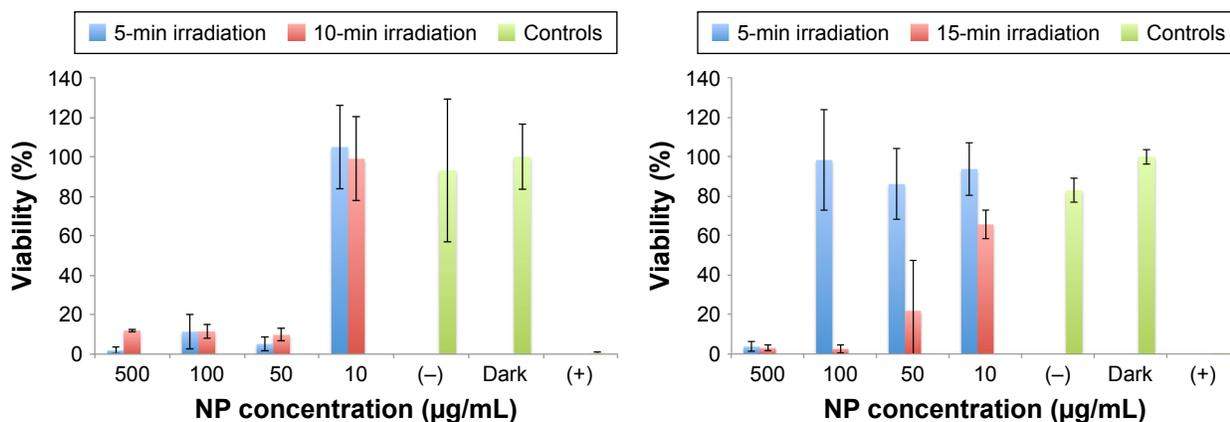 5-min irradiation 10-min irradiation Controls
140
120
100
80
60
40
20
0
Viability (%)
500 100 50 10 (–) Dark (+)
NP concentration (µg/mL)
5-min irradiation 15-min irradiation Controls
140
120
100
80
60
40
20
0
Viability (%)
500 100 50 10 (–) Dark (+)
NP concentration (µg/mL)